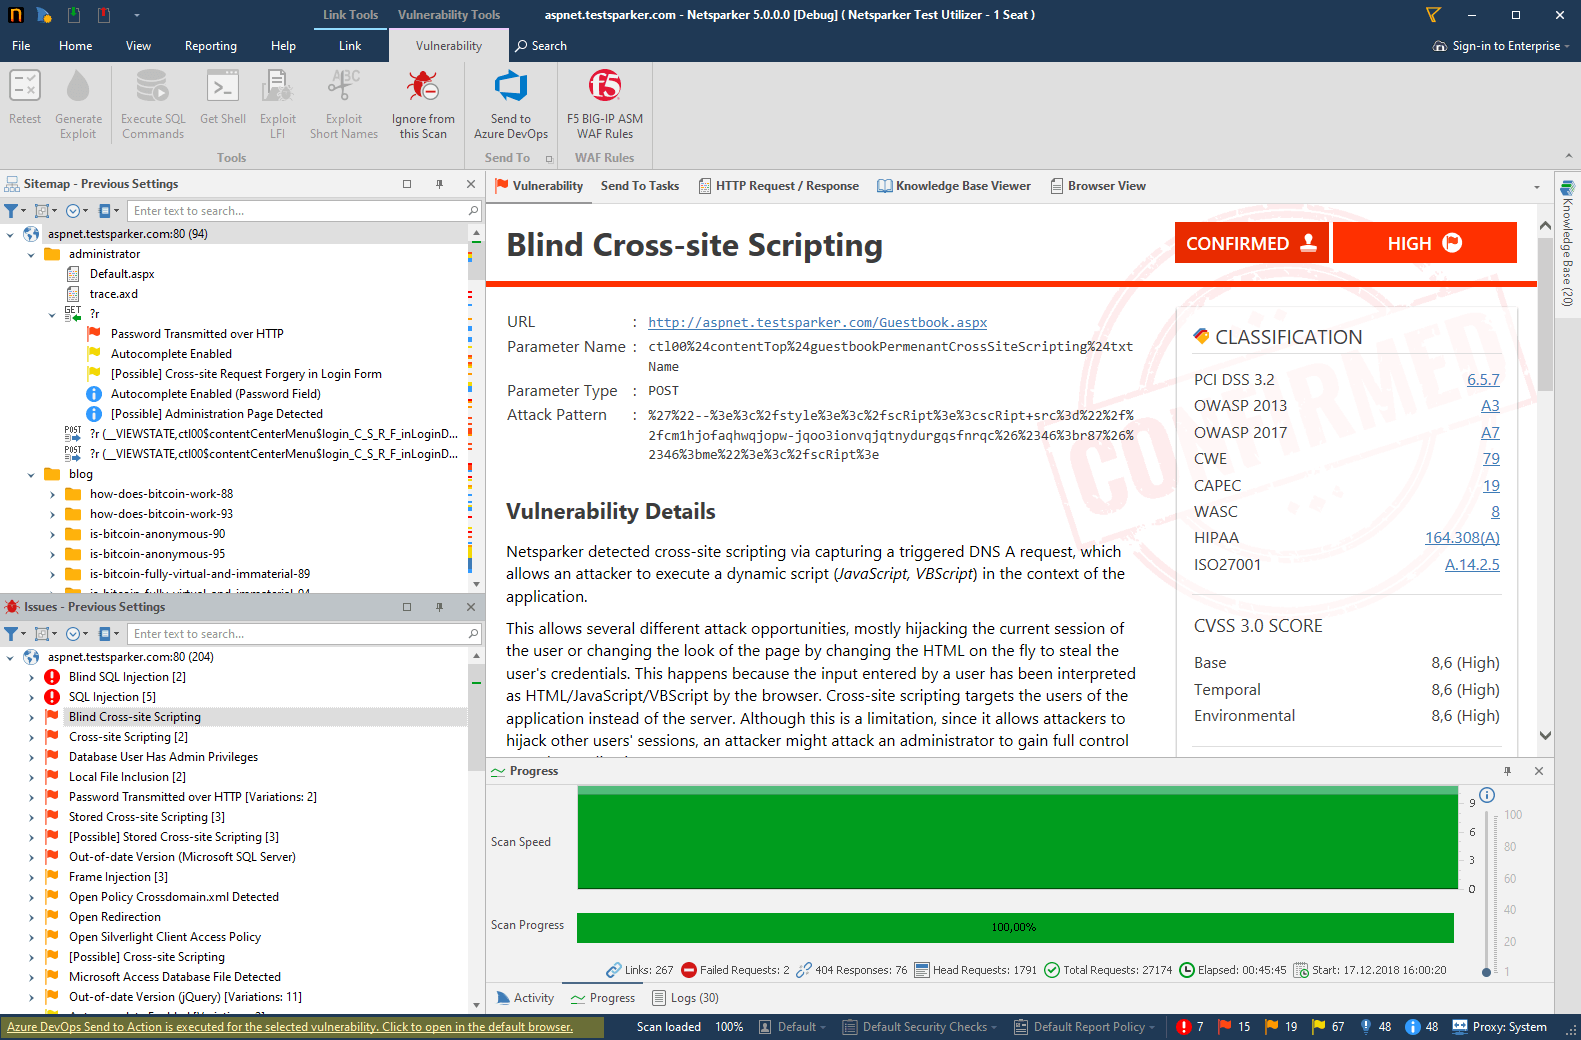 Link Tools
Vulnerability Tools
aspnet.testsparker.com - Netsparker 5.0.0.0 [Debug] ( Netsparker Test Utilizer - 1 Seat )
File
Home
View
Reporting
Help
Link
Vulnerability
Search
Sign-in to Enterprise
Retest
Generate
Exploit
Execute SQL
Commands
Get Shell
Exploit
LFI
Exploit
Short Names
Ignore from
this Scan
Send to
Azure DevOps
F5 BIG-IP ASM
WAF Rules
Tools
Send To
WAF Rules
Sitemap - Previous Settings
Enter text to search...
aspnet.testsparker.com:80 (94)
administrator
Default.aspx
trace.axd
GET
?r
Password Transmitted over HTTP
Autocomplete Enabled
[Possible] Cross-site Request Forgery in Login Form
Autocomplete Enabled (Password Field)
[Possible] Administration Page Detected
POST ?r (__VIEWSTATE,ctl00$contentCenterMenu$login_C_S_R_F_inLoginD...
POST ?r (__VIEWSTATE,ctl00$contentCenterMenu$login_C_S_R_F_inLoginD...
blog
how-does-bitcoin-work-88
how-does-bitcoin-work-93
is-bitcoin-anonymous-90
is-bitcoin-anonymous-95
is-bitcoin-fully-virtual-and-immaterial-89
is-bitcoin-fully-virtual-and-immaterial-94
Issues - Previous Settings
Enter text to search...
aspnet.testsparker.com:80 (204)
Blind SQL Injection [2]
SQL Injection [5]
Blind Cross-site Scripting
Cross-site Scripting [2]
Database User Has Admin Privileges
Local File Inclusion [2]
Password Transmitted over HTTP [Variations: 2]
Stored Cross-site Scripting [3]
[Possible] Stored Cross-site Scripting [3]
Out-of-date Version (Microsoft SQL Server)
Frame Injection [3]
Open Policy Crossdomain.xml Detected
Open Redirection
Open Silverlight Client Access Policy
[Possible] Cross-site Scripting
Microsoft Access Database File Detected
Out-of-date Version (jQuery) [Variations: 11]
Vulnerability
Send To Tasks
HTTP Request / Response
Knowledge Base Viewer
Browser View
Knowledge Base (20)
Blind Cross-site Scripting
CONFIRMED
HIGH
URL : http://aspnet.testsparker.com/Guestbook.aspx
Parameter Name : ctl00%24contentTop%24guestbookPermenantCrossSiteScripting%24txt
Name
Parameter Type : POST
Attack Pattern : %27%22--%3e%3c%2fstyle%3e%3c%2fscRipt%3e%3cscRipt+src%3d%22%2f%
2fcm1hjofaqhwqjopw-jqoo3ionvqjqtnydurgqsfnrqc%26%2346%3br87%26%
2346%3bme%22%3e%3c%2fscRipt%3e
Vulnerability Details
Netsparker detected cross-site scripting via capturing a triggered DNS A request, which
allows an attacker to execute a dynamic script (JavaScript, VBScript) in the context of the
application.
This allows several different attack opportunities, mostly hijacking the current session of
the user or changing the look of the page by changing the HTML on the fly to steal the
user's credentials. This happens because the input entered by a user has been interpreted
as HTML/JavaScript/VBScript by the browser. Cross-site scripting targets the users of the
application instead of the server. Although this is a limitation, since it allows attackers to
hijack other users' sessions, an attacker might attack an administrator to gain full control
CONFIRMED
CLASSIFICATION
PCI DSS 3.2 6.5.7
OWASP 2013 A3
OWASP 2017 A7
CWE 79
CAPEC 19
WASC 8
HIPAA 164.308(A)
ISO27001 A.14.2.5
CVSS 3.0 SCORE
Base 8,6 (High)
Temporal 8,6 (High)
Environmental 8,6 (High)
Progress
Scan Speed
9
6
3
0
100
80
60
40
20
1
Scan Progress
100,00%
Links: 267
Failed Requests: 2
404 Responses: 76
Head Requests: 1791
Total Requests: 27174
Elapsed: 00:45:45
Start: 17.12.2018 16:00:20
Activity
Progress
Logs (30)
Azure DevOps Send to Action is executed for the selected vulnerability. Click to open in the default browser.
Scan loaded
100%
Default
Default Security Checks
Default Report Policy
7
15
19
67
48
48
Proxy: System